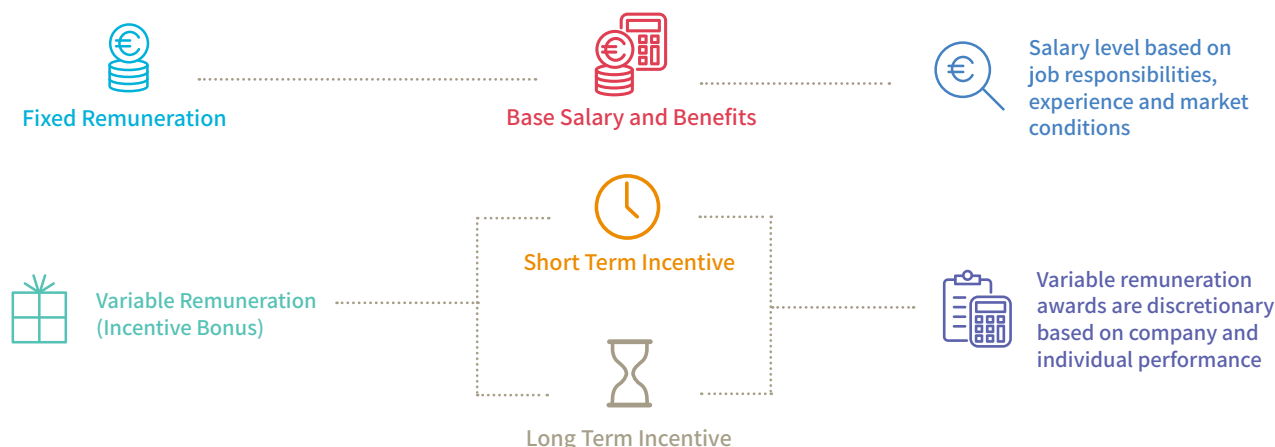 Fixed Remuneration
Base Salary and Benefits
Salary level based on
job responsibilities,
experience and market
conditions
Variable Remuneration
(Incentive Bonus)
Short Term Incentive
Long Term Incentive
Variable remuneration
awards are discretionary
based on company and
individual performance